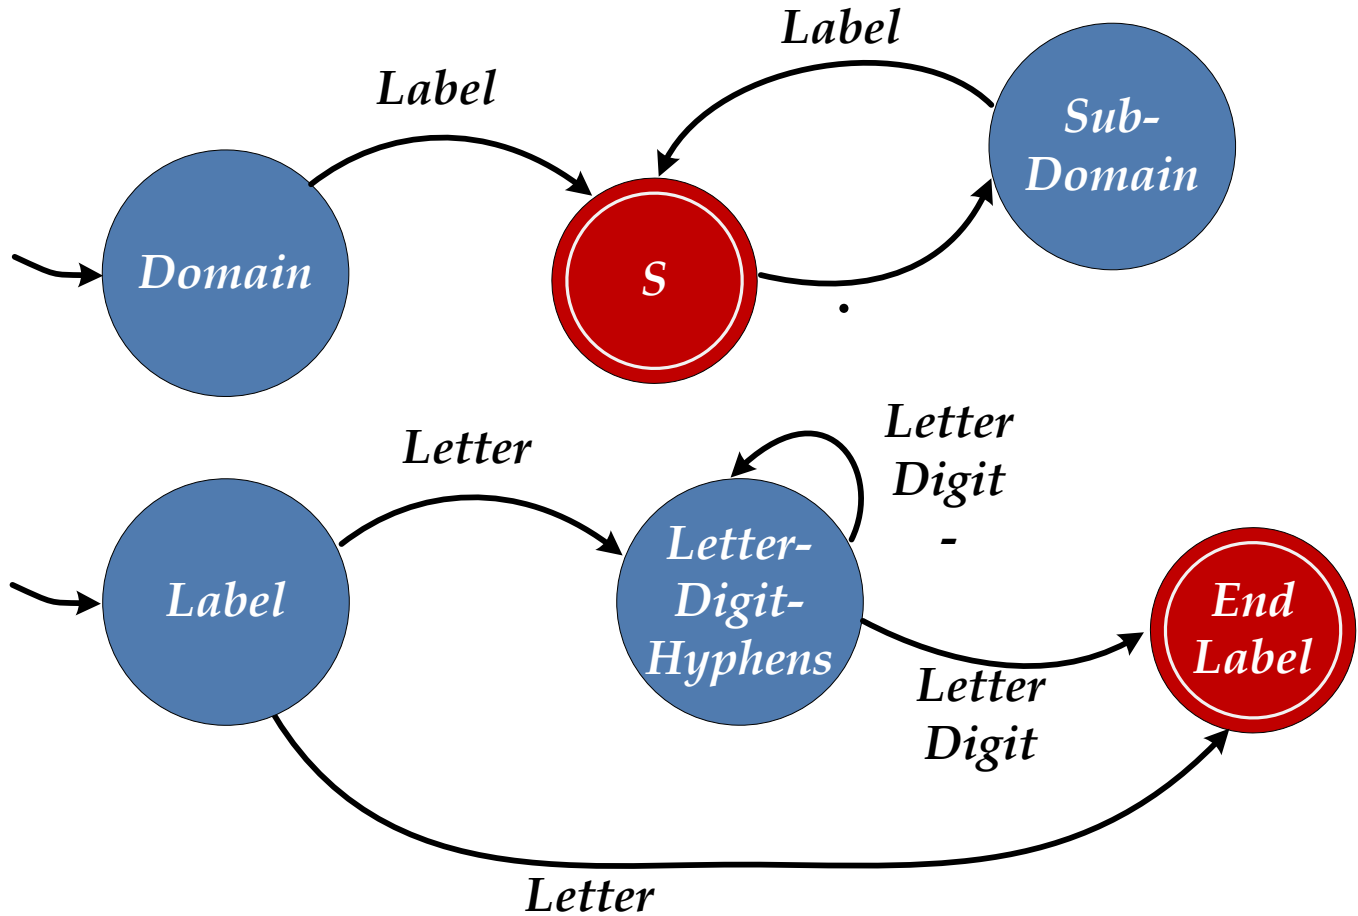 Label
Label
Sub-
Domain
Domain
S
.
Letter
Letter
Digit
-
Label
Letter-
Digit-
Hyphens
End
Label
Letter
Digit
Letter